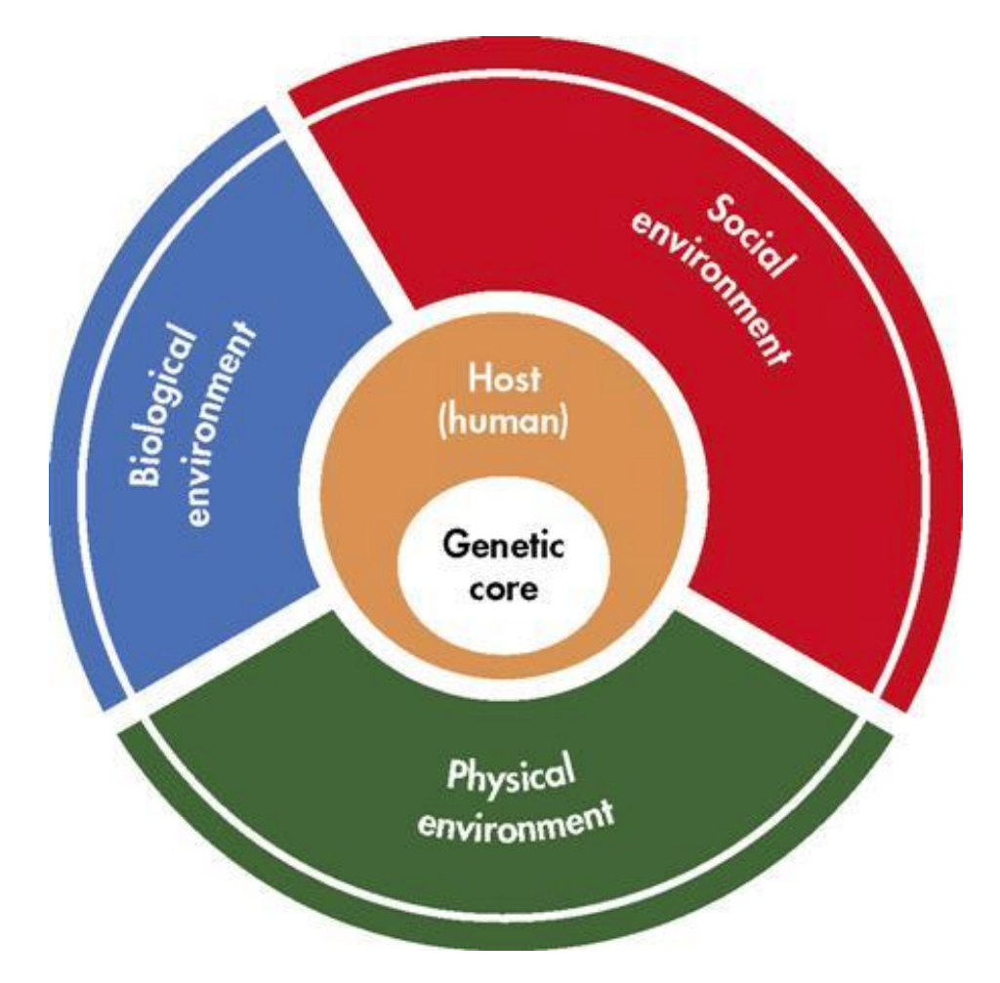 Social
environment
Biological
environment
Host
(human)
Genetic
core
Physical
environment